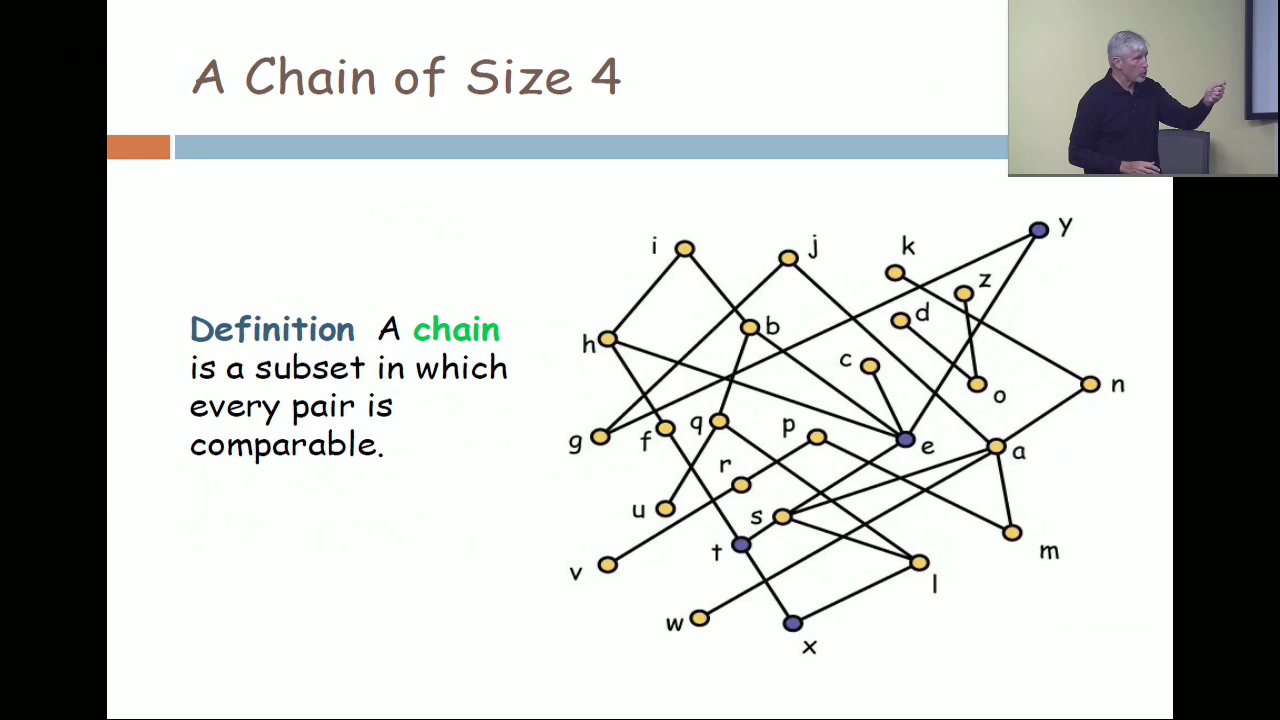 A Chain of Size 4
Definition A chain
is a subset in which
every pair is
comparable.
y
i
j
k
z
d
b
h
c
o
n
g
f
q
p
e
a
r
u
s
t
m
v
l
w
x